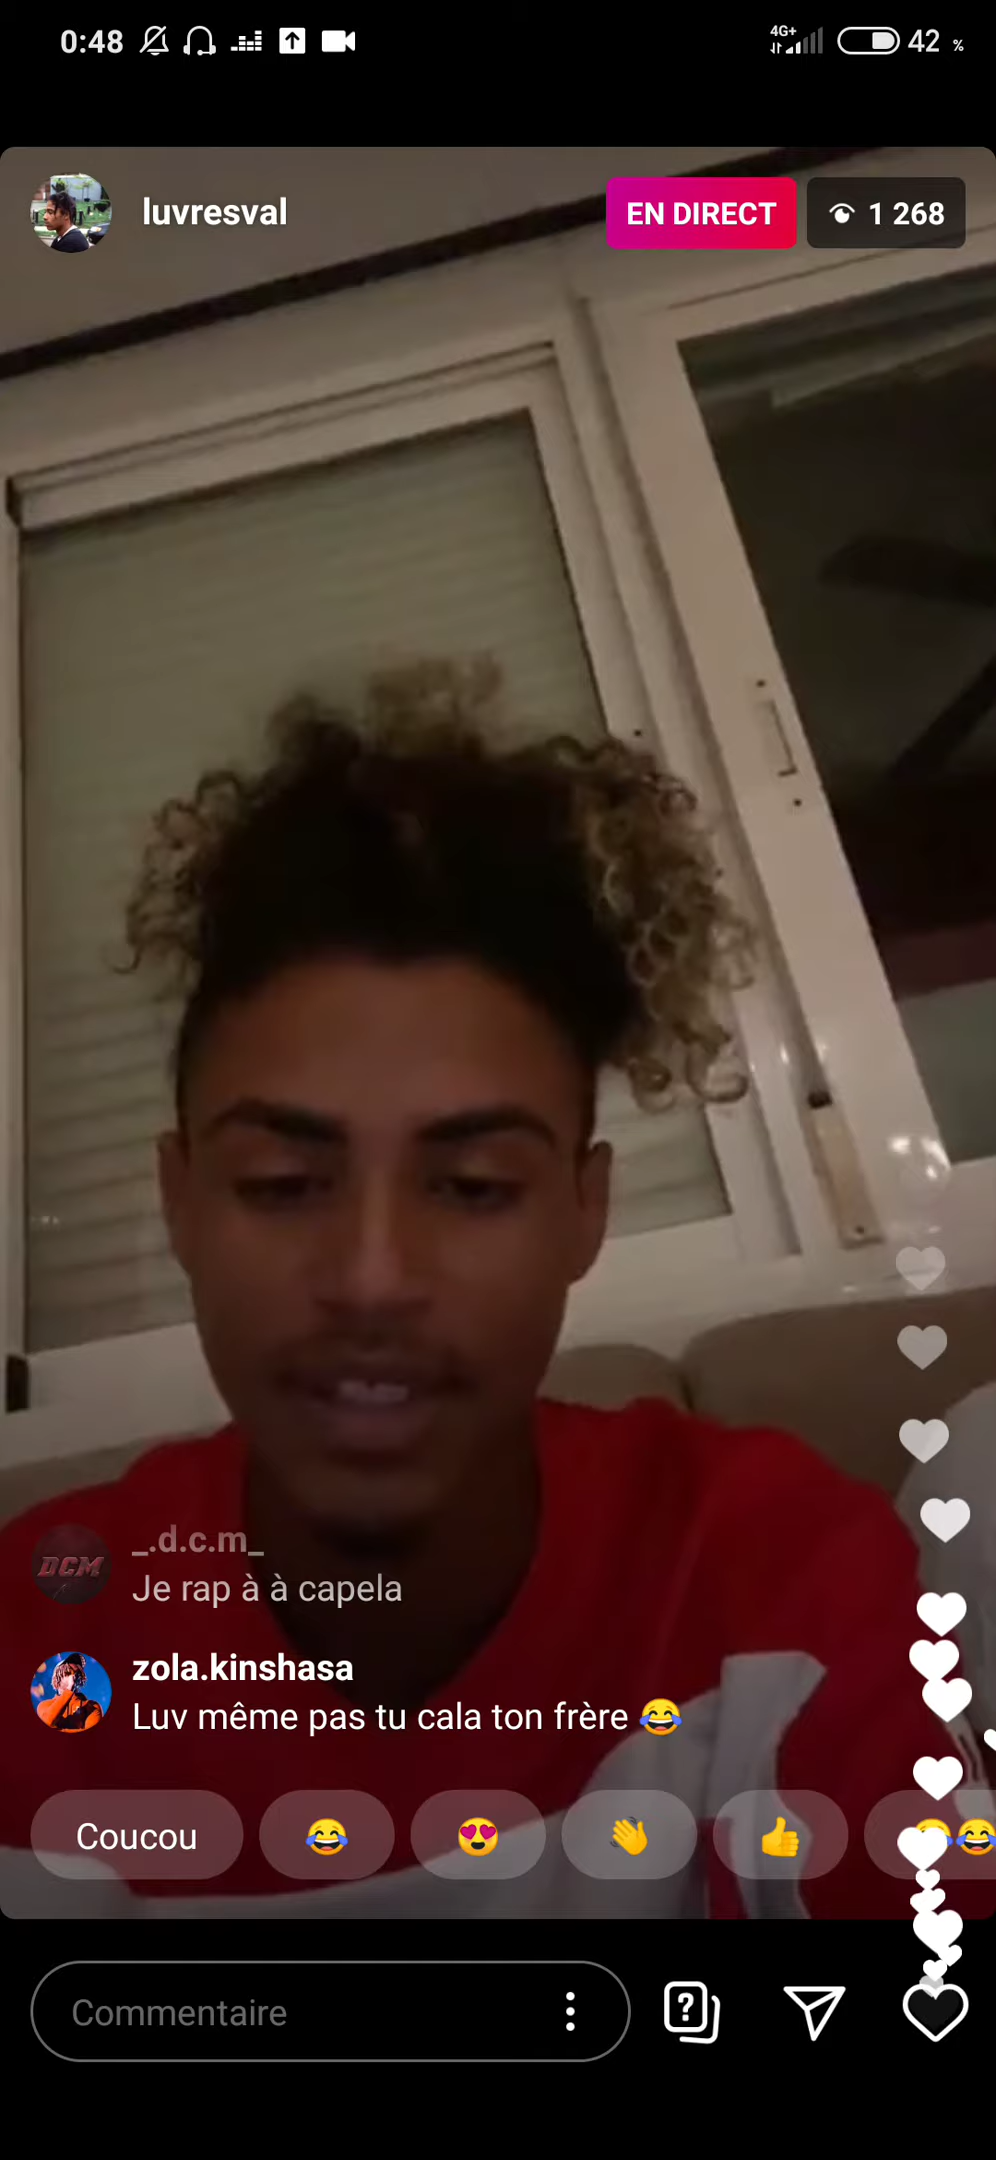 0:48
4G+
42 %
luvresval
EN DIRECT
1 268
_.d.c.m_
DCM
Je rap à à capela
zola.kinshasa
Luv même pas tu cala ton frère 😂
Coucou 😂 😍 👋 👍 😂😂
Commentaire
?